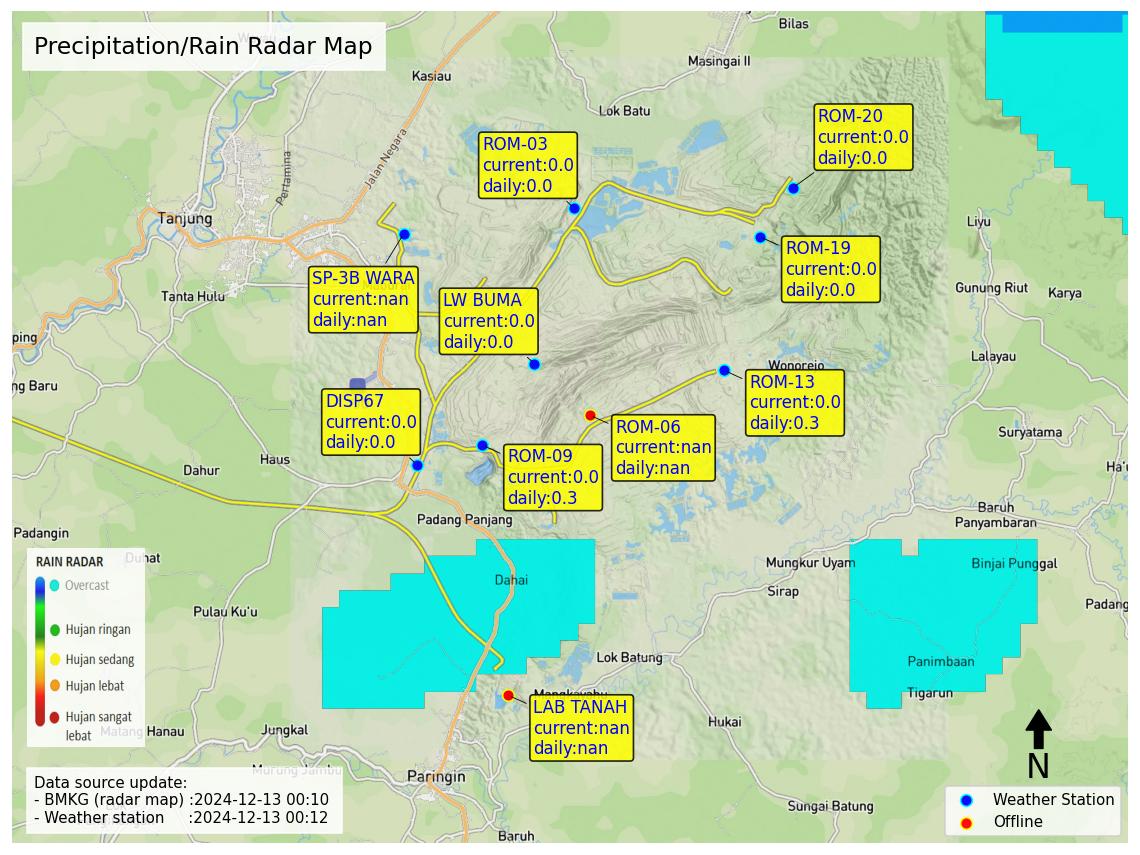 Precipitation/Rain Radar Map
Bilas
Masingai II
Kasiau
Lok Batu
Jalan Negara
Pertamina
Tanjung
Tanta Hulu
ping
ng Baru
ROM-03
current:0.0
daily:0.0
ROM-20
current:0.0
daily:0.0
ROM-19
current:0.0
daily:0.0
SP-3B WARA
current:nan
daily:nan
LW BUMA
current:0.0
daily:0.0
Liyu
Gunung Riut
Karya
Lalayau
Wonorejo
ROM-13
current:0.0
daily:0.3
DISP67
current:0.0
daily:0.0
ROM-06
current:nan
daily:nan
ROM-09
current:0.0
daily:0.3
Suryatama
Ha'u
Haus
Dahur
Padang Panjang
Baruh
Panyambaran
Padangin
Duhat
Mungkur Uyam
Binjai Punggal
Dahai
Sirap
Padang
Pulau Ku'u
Lok Batung
Panimbaan
Tigarun
Mangkayahu
LAB TANAH
current:nan
daily:nan
Hukai
Matang Hanau
Jungkal
Murung Jambu
Paringin
Sungai Batung
Baruh
RAIN RADAR
Overcast
Hujan ringan
Hujan sedang
Hujan lebat
Hujan sangat
lebat
Data source update:
- BMKG (radar map) :2024-12-13 00:10
- Weather station :2024-12-13 00:12
N
Weather Station
Offline